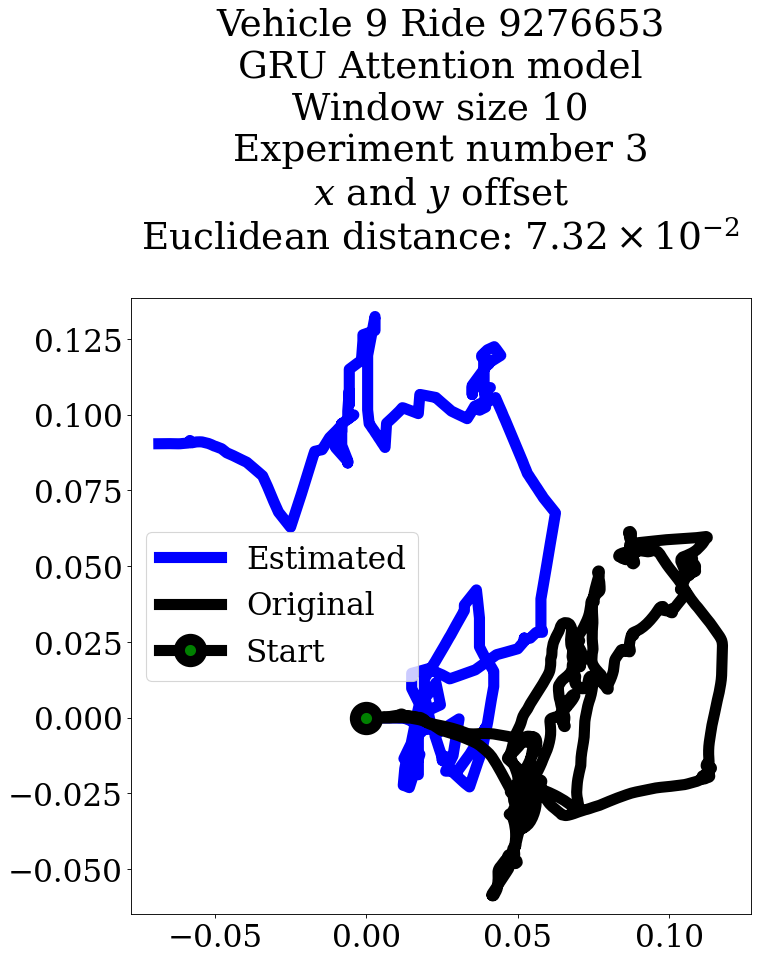 Vehicle 9 Ride 9276653
GRU Attention model
Window size 10
Experiment number 3
x and y offset
Euclidean distance: 7.32 × 10⁻²
0.125
0.100
0.075
0.050
0.025
0.000
−0.025
−0.050
Estimated
Original
Start
−0.05
0.00
0.05
0.10